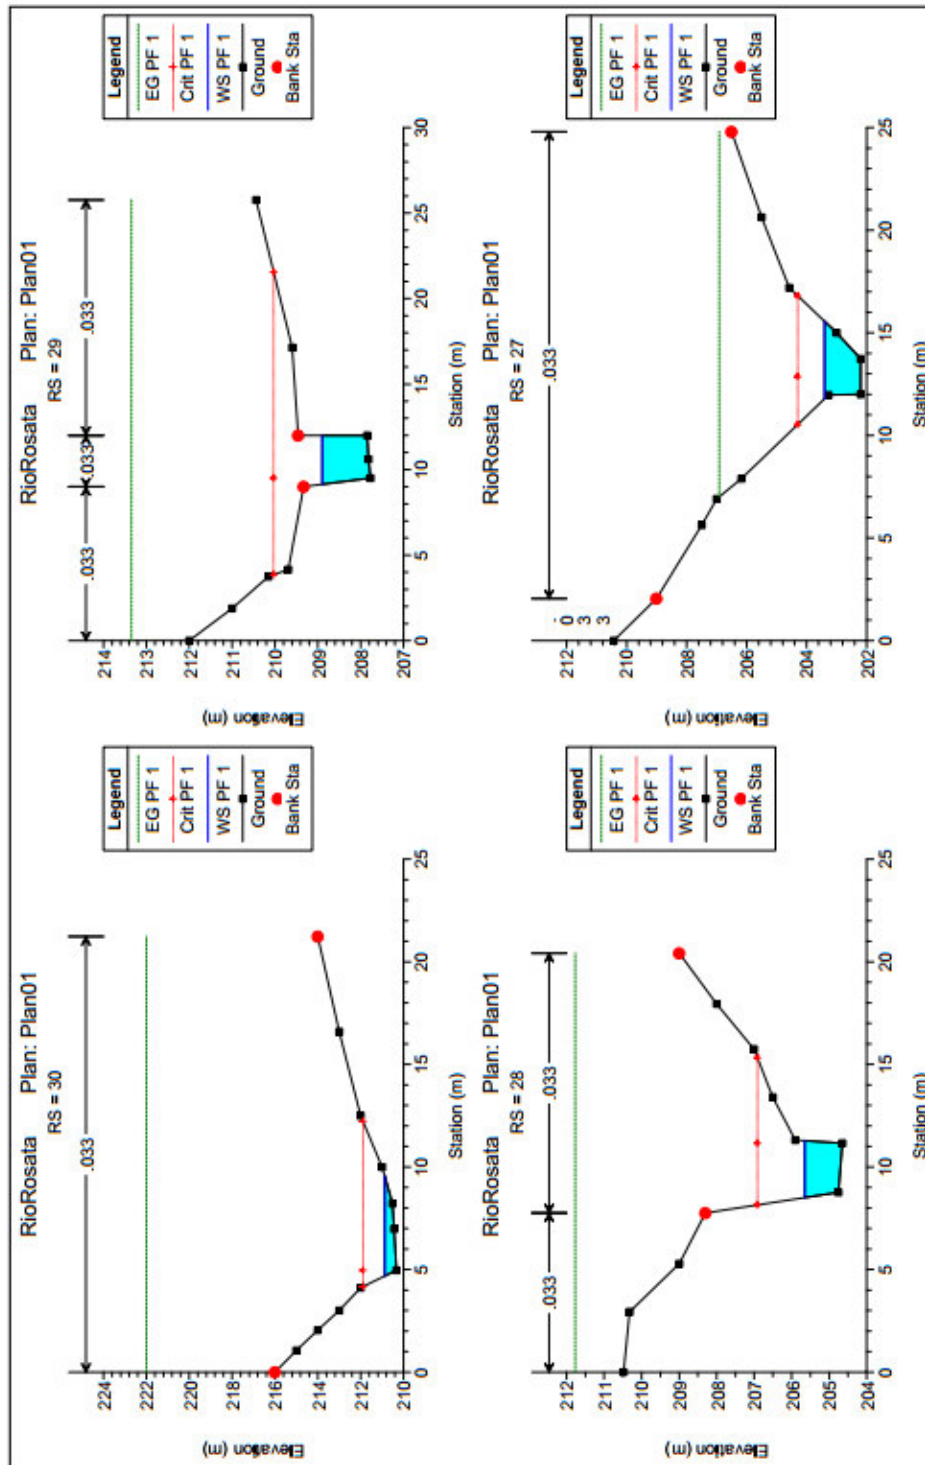 RioRosata Plan: Plan01
RS = 30
.033
Legend
EG PF 1
Crit PF 1
WS PF 1
Ground
Bank Sta
Elevation (m)
224
222
220
218
216
214
212
210
0 5 10 15 20 25
Station (m)
RioRosata Plan: Plan01
RS = 29
.033 .033 .033
Legend
EG PF 1
Crit PF 1
WS PF 1
Ground
Bank Sta
Elevation (m)
214
213
212
211
210
209
208
207
0 5 10 15 20 25 30
Station (m)
RioRosata Plan: Plan01
RS = 28
.033 .033
Legend
EG PF 1
Crit PF 1
WS PF 1
Ground
Bank Sta
Elevation (m)
212
211
210
209
208
207
206
205
204
0 5 10 15 20 25
Station (m)
RioRosata Plan: Plan01
RS = 27
.
0
3
3
.033
Legend
EG PF 1
Crit PF 1
WS PF 1
Ground
Bank Sta
Elevation (m)
212
210
208
206
204
202
0 5 10 15 20 25
Station (m)